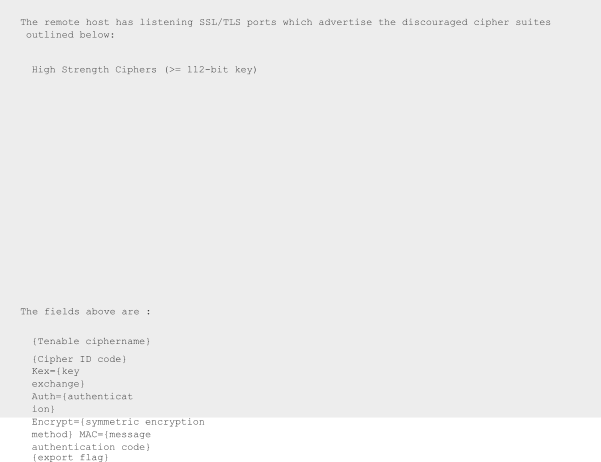 The remote host has listening SSL/TLS ports which advertise the discouraged cipher suites
outlined below:
High Strength Ciphers (>= 112-bit key)
The fields above are :
{Tenable ciphername}
{Cipher ID code}
Kex={key
exchange}
Auth={authenticat
ion}
Encrypt={symmetric encryption
method} MAC={message
authentication code}
{export flag}